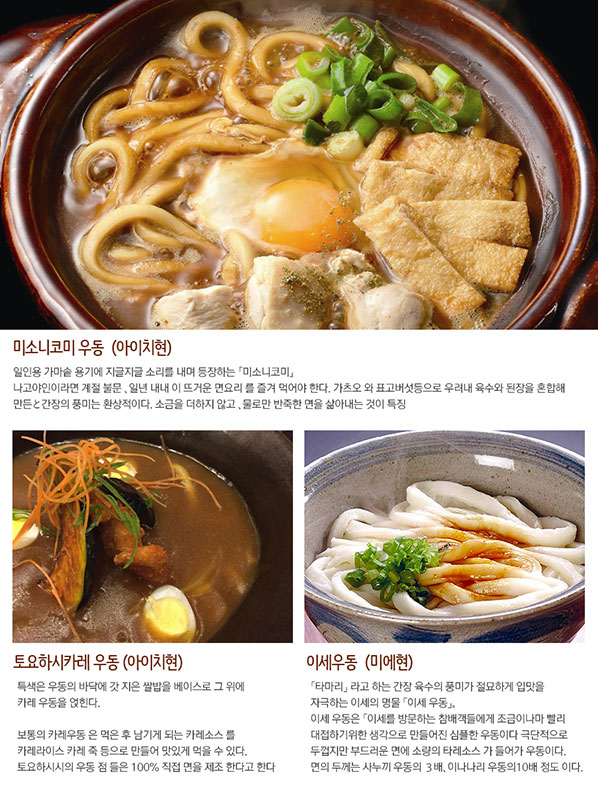 미소니코미 우동 (아이치현)
일인용 가마솥 용기에 지글지글 소리를 내며 등장하는 「미소니코미」
나고야인이라면 계절 불문 、일년 내내 이 뜨거운 면요리 를 즐겨 먹어야 한다. 가츠오 와 표고버섯등으로 우려내 육수와 된장을 혼합해
만든と간장의 풍미는 환상적이다. 소금을 더하지 않고 、물로만 반죽한 면을 삶아내는 것이 특징
토요하시카레 우동 (아이치현)
특색은 우동의 바닥에 갓 지은 쌀밥을 베이스로 그 위에
카레 우동을 얹힌다.
보통의 카레우동 은 먹은 후 남기게 되는 카레소스 를
카레라이스 카레 죽 등으로 만들어 맛있게 먹을 수 있다.
토요하시시의 우동 점 들은 100% 직접 면을 제조 한다고 한다
이세우동 (미에현)
「타마리」 라고 하는 간장 육수의 풍미가 절묘하게 입맛을
자극하는 이세의 명물 「이세 우동」。
이세 우동은 「이세를 방문하는 참배객들에게 조금이나마 빨리
대접하기위한 생각으로 만들어진 심플한 우동이다 극단적으로
두껍지만 부드러운 면에 소량의 타레소스 가 들어가 우동이다.
면의 두께는 사누끼 우동의 3배, 이나니리 우동의10배 정도 이다.